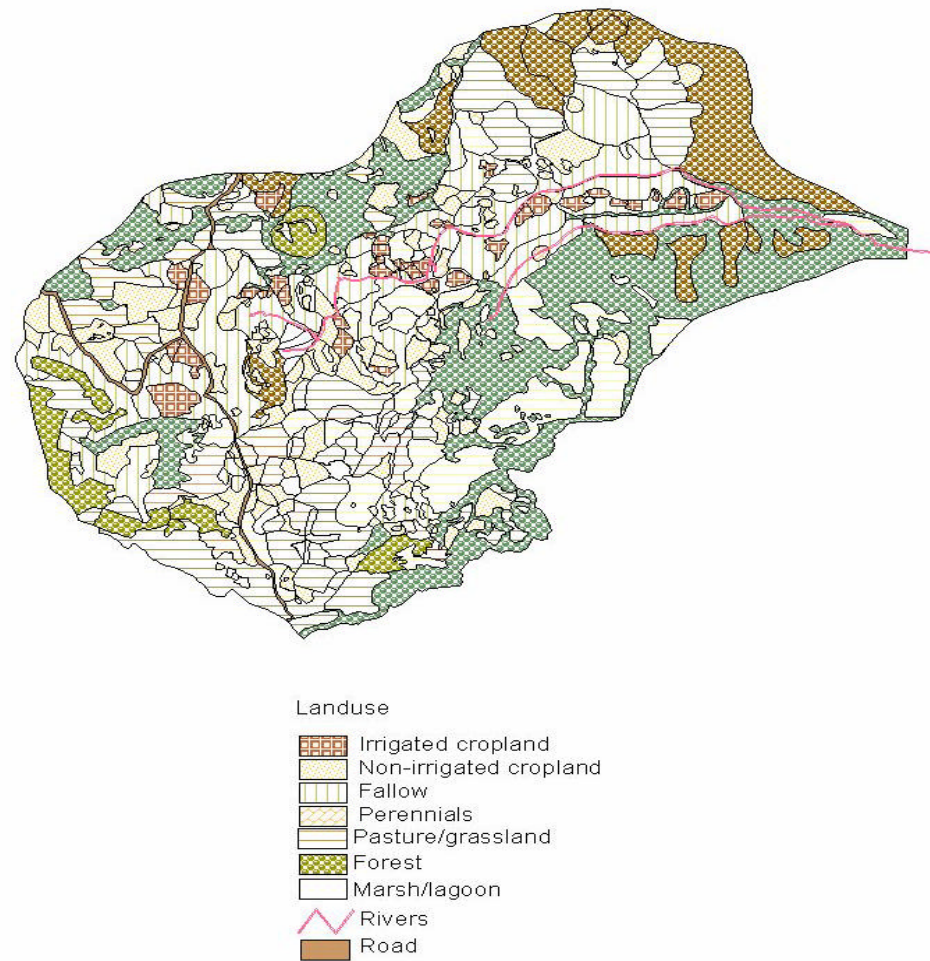 Landuse
Irrigated cropland
Non-irrigated cropland
Fallow
Perennials
Pasture/grassland
Forest
Marsh/lagoon
Rivers
Road